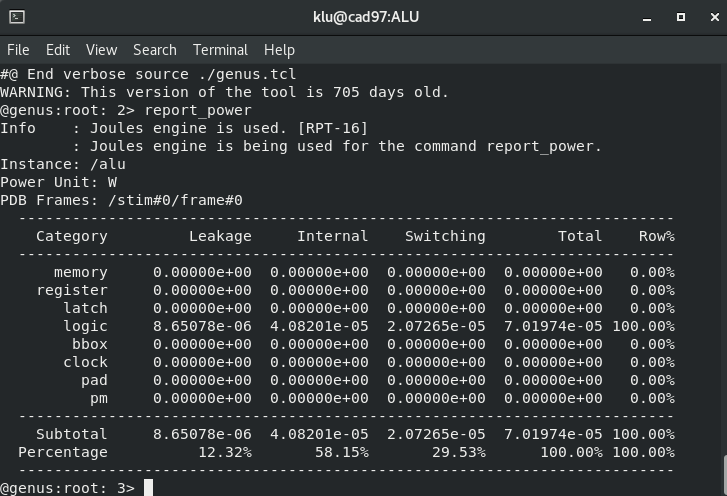 klu@cad97:ALU
File Edit View Search Terminal Help
#@ End verbose source ./genus.tcl
WARNING: This version of the tool is 705 days old.
@genus:root: 2> report_power
Info    : Joules engine is used. [RPT-16]
        : Joules engine is being used for the command report_power.
Instance: /alu
Power Unit: W
PDB Frames: /stim#0/frame#0
  -------------------------------------------------------------------------
    Category         Leakage     Internal    Switching        Total    Row%
  -------------------------------------------------------------------------
      memory     0.00000e+00  0.00000e+00  0.00000e+00  0.00000e+00   0.00%
    register     0.00000e+00  0.00000e+00  0.00000e+00  0.00000e+00   0.00%
       latch     0.00000e+00  0.00000e+00  0.00000e+00  0.00000e+00   0.00%
       logic     8.65078e-06  4.08201e-05  2.07265e-05  7.01974e-05 100.00%
        bbox     0.00000e+00  0.00000e+00  0.00000e+00  0.00000e+00   0.00%
       clock     0.00000e+00  0.00000e+00  0.00000e+00  0.00000e+00   0.00%
         pad     0.00000e+00  0.00000e+00  0.00000e+00  0.00000e+00   0.00%
          pm     0.00000e+00  0.00000e+00  0.00000e+00  0.00000e+00   0.00%
  -------------------------------------------------------------------------
    Subtotal     8.65078e-06  4.08201e-05  2.07265e-05  7.01974e-05 100.00%
  Percentage          12.32%       58.15%       29.53%      100.00% 100.00%
  -------------------------------------------------------------------------
@genus:root: 3>